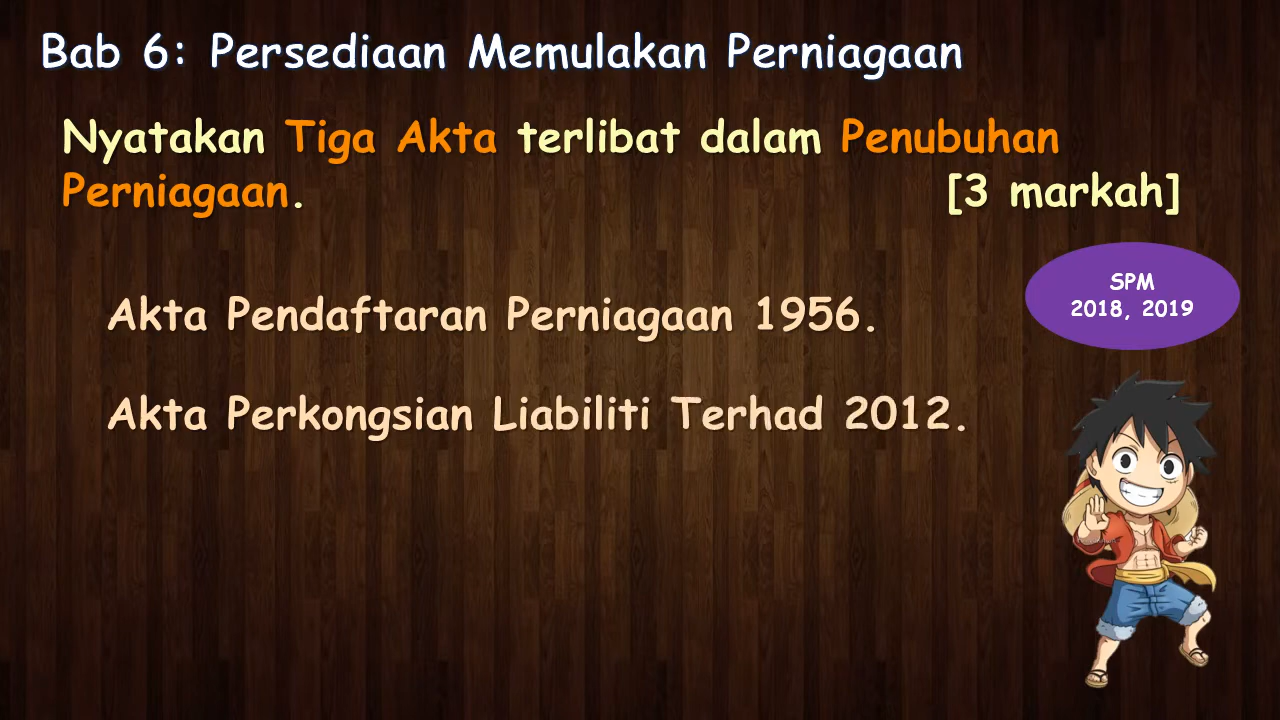 Bab 6: Persediaan Memulakan Perniagaan
Nyatakan Tiga Akta terlibat dalam Penubuhan
Perniagaan. [3 markah]
SPM
2018, 2019
Akta Pendaftaran Perniagaan 1956.
Akta Perkongsian Liabiliti Terhad 2012.